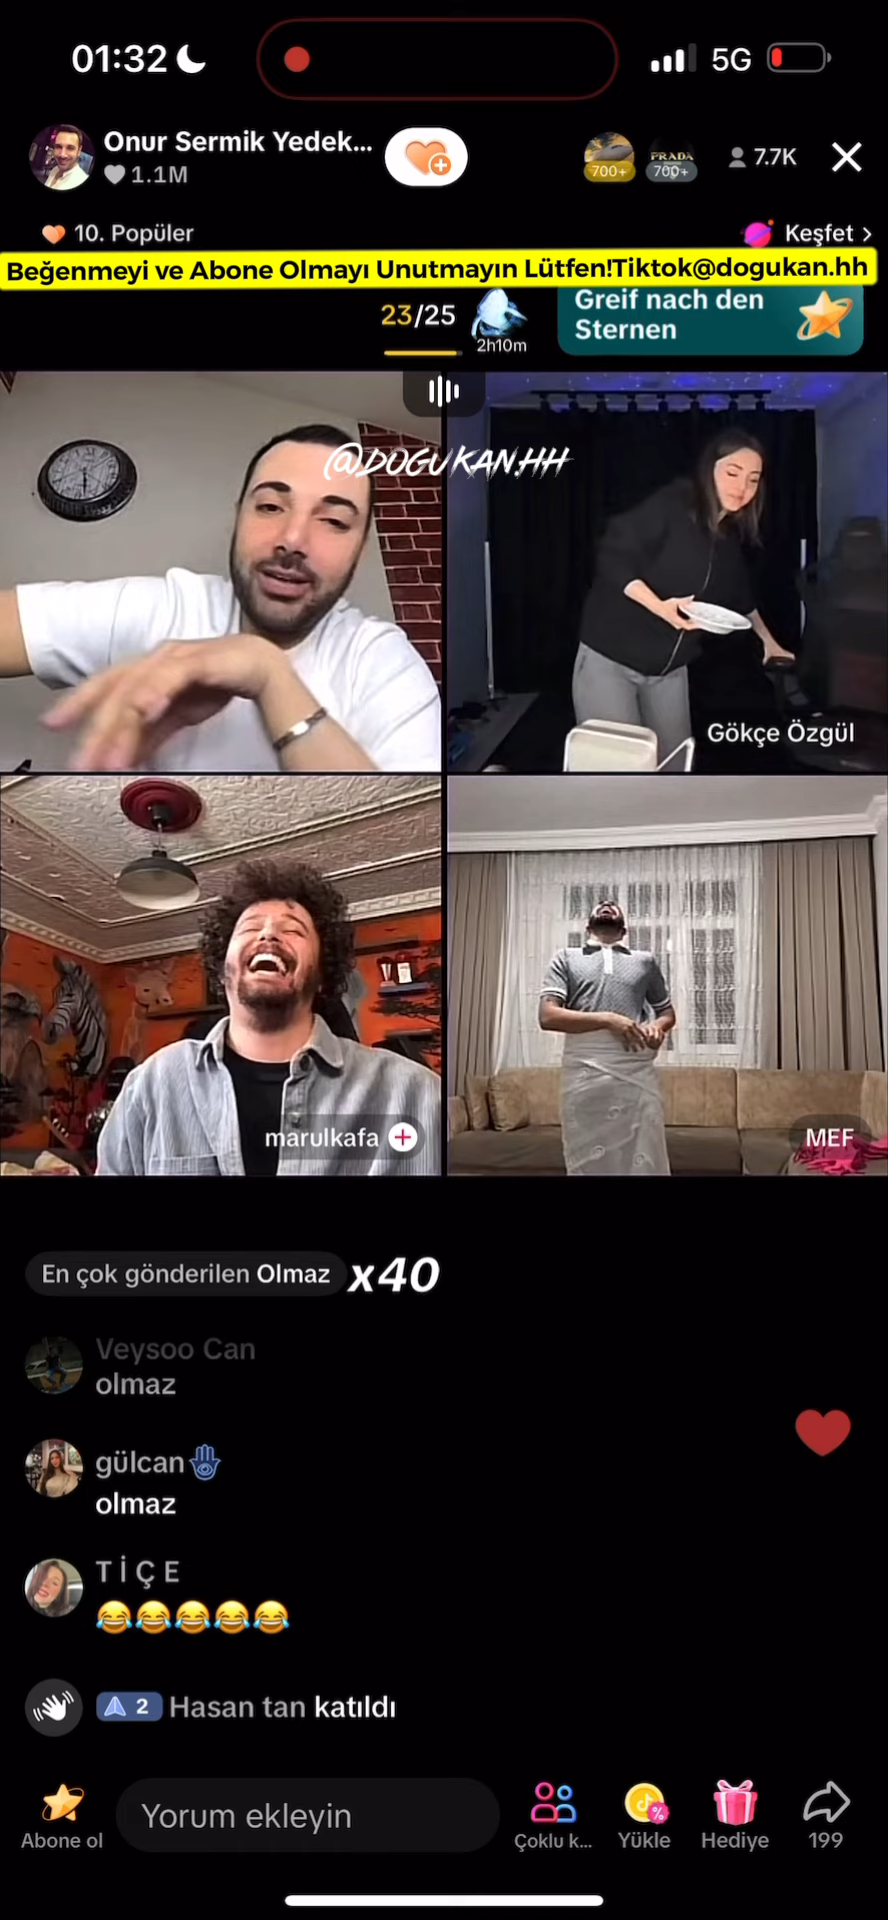 01:32
5G
Onur Sermik Yedek...
1.1M
700+
PRADA
700+
7.7K
10. Popüler
Keşfet >
Beğenmeyi ve Abone Olmayı Unutmayın Lütfen!Tiktok@dogukan.hh
23/25
2h10m
Greif nach den
Sternen
@DOGUKAN.HH
Gökçe Özgül
marulkafa
MEF
En çok gönderilen Olmaz x40
Veysoo Can
olmaz
gülcan
olmaz
T İ Ç E
2 Hasan tan katıldı
Abone ol
Yorum ekleyin
Çoklu k...
Yükle
Hediye
199